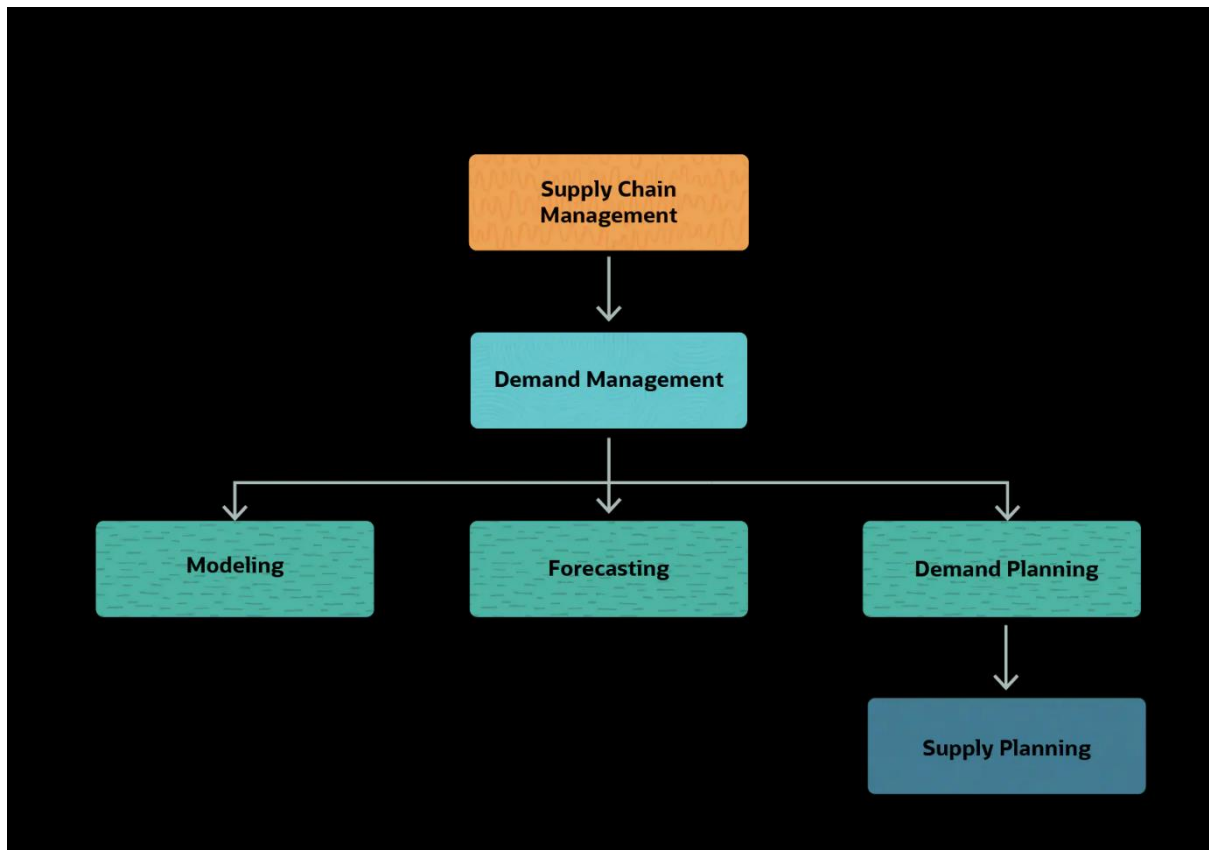 Supply Chain
Management
Demand Management
Modeling
Forecasting
Demand Planning
Supply Planning